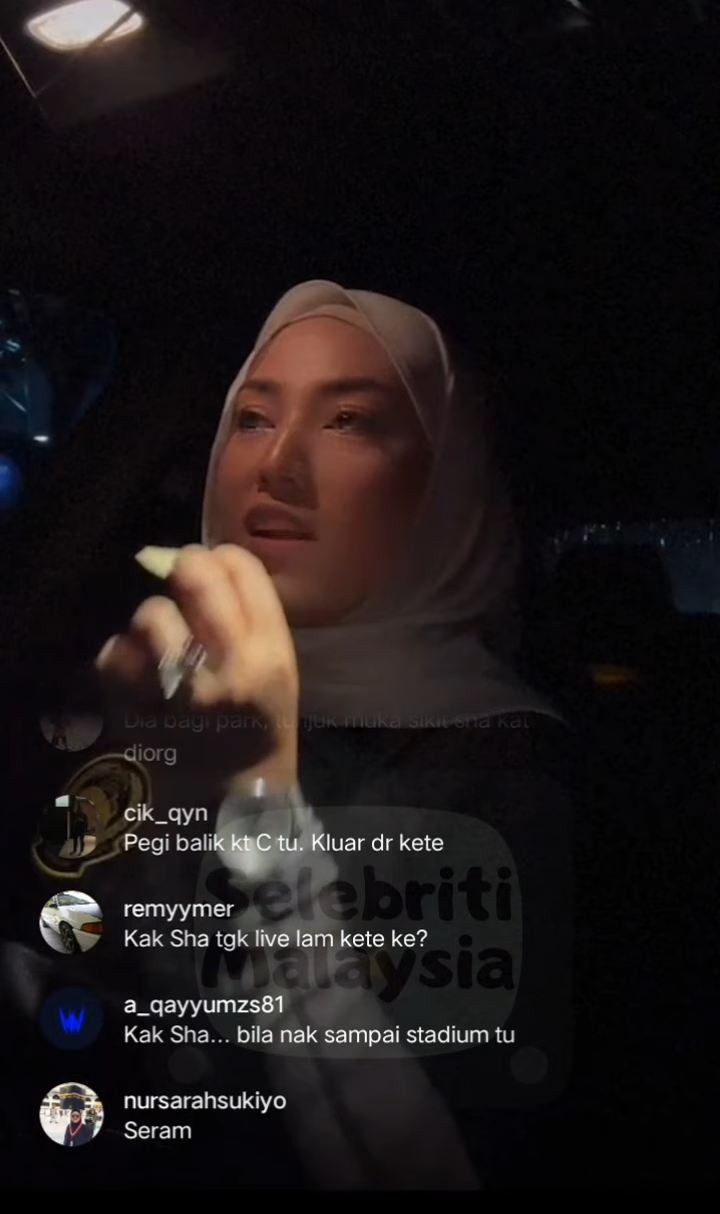 Dia bagi park, tunjuk muka sikit sha kat
diorg
cik_qyn
Pegi balik kt C tu. Kluar dr kete
Selebriti
remyymer
Kak Sha tgk live lam kete ke?
Malaysia
a_qayyumzs81
Kak Sha... bila nak sampai stadium tu
nursarahsukiyo
Seram